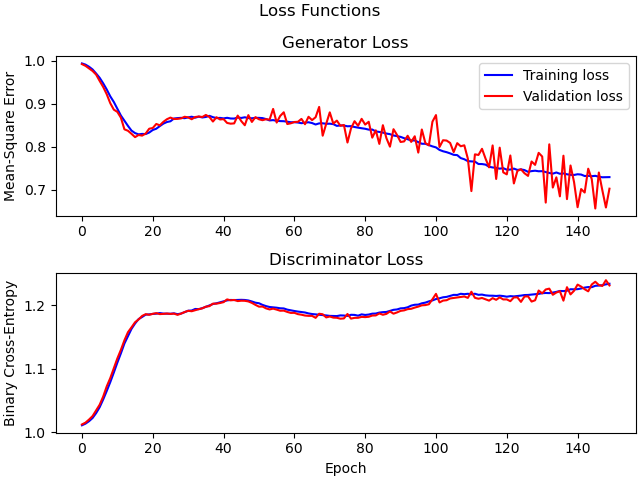 Loss Functions
Generator Loss
Mean-Square Error
1.0
0.9
0.8
0.7
Training loss
Validation loss
0 20 40 60 80 100 120 140
Discriminator Loss
Binary Cross-Entropy
1.2
1.1
1.0
0 20 40 60 80 100 120 140
Epoch